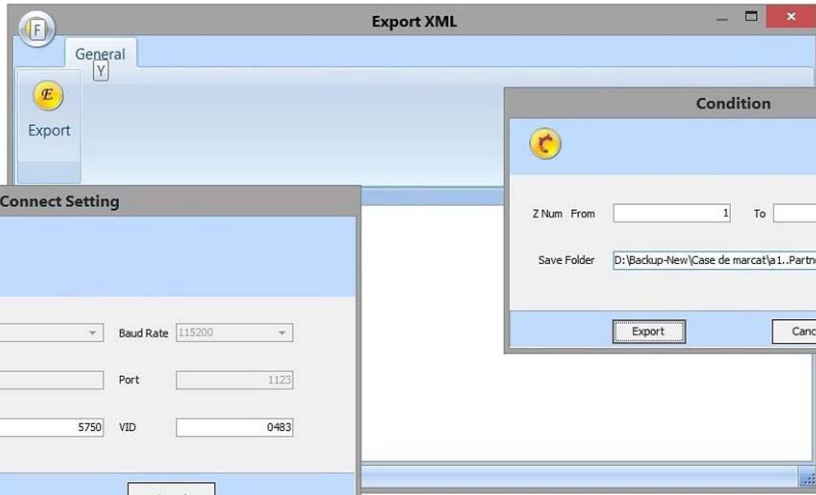 Export XML
F
General
Y
E
Export
Condition
Z Num From 1 To
Save Folder D:\Backup-New\Case de marcat\a1..Partn
Export
Connect Setting
Baud Rate 115200
Port 1123
5750 VID 0483